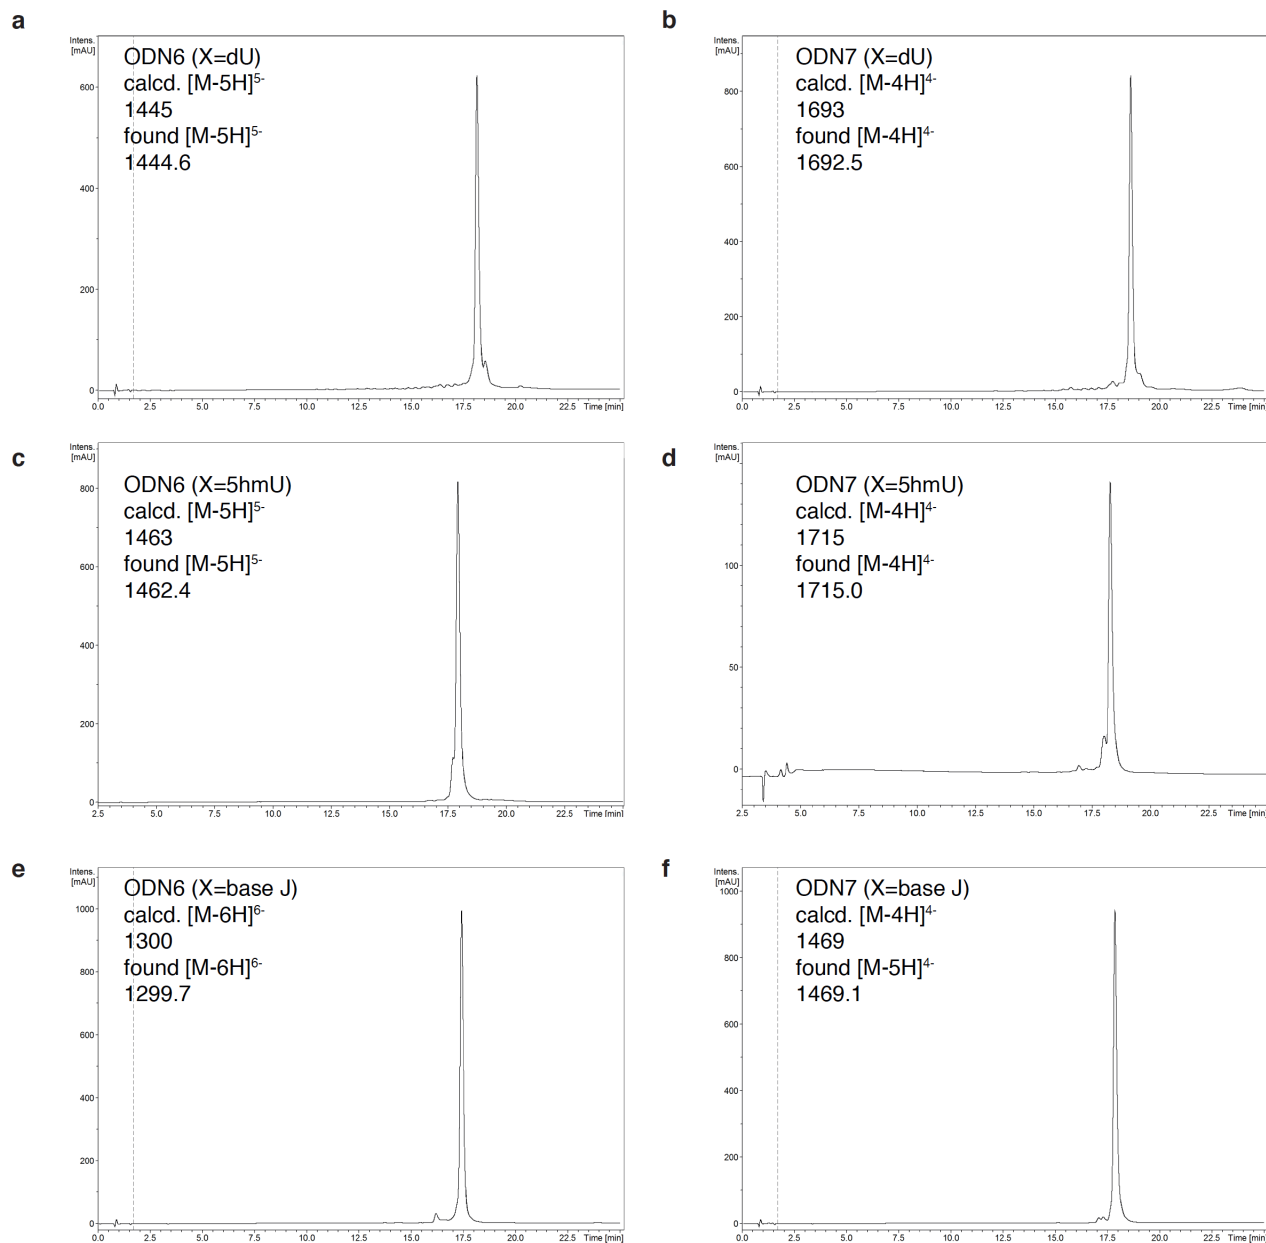 a
Intens.
[mAU]
ODN6 (X=dU)
calcd. [M-5H]5-
1445
found [M-5H]5-
1444.6
600
400
200
0
0.0 2.5 5.0 7.5 10.0 12.5 15.0 17.5 20.0 22.5 Time [min]
b
Intens.
[mAU]
ODN7 (X=dU)
calcd. [M-4H]4-
1693
found [M-4H]4-
1692.5
800
600
400
200
0
0.0 2.5 5.0 7.5 10.0 12.5 15.0 17.5 20.0 22.5 Time [min]
c
Intens.
[mAU]
ODN6 (X=5hmU)
calcd. [M-5H]5-
1463
found [M-5H]5-
1462.4
800
600
400
200
0
2.5 5.0 7.5 10.0 12.5 15.0 17.5 20.0 22.5 Time [min]
d
Intens.
[mAU]
ODN7 (X=5hmU)
calcd. [M-4H]4-
1715
found [M-4H]4-
1715.0
100
50
0
2.5 5.0 7.5 10.0 12.5 15.0 17.5 20.0 22.5 Time [min]
e
Intens.
[mAU]
ODN6 (X=base J)
calcd. [M-6H]6-
1300
found [M-6H]6-
1299.7
1000
800
600
400
200
0
0.0 2.5 5.0 7.5 10.0 12.5 15.0 17.5 20.0 22.5 Time [min]
f
Intens.
[mAU]
ODN7 (X=base J)
calcd. [M-4H]4-
1469
found [M-5H]4-
1469.1
1000
800
600
400
200
0
0.0 2.5 5.0 7.5 10.0 12.5 15.0 17.5 20.0 22.5 Time [min]